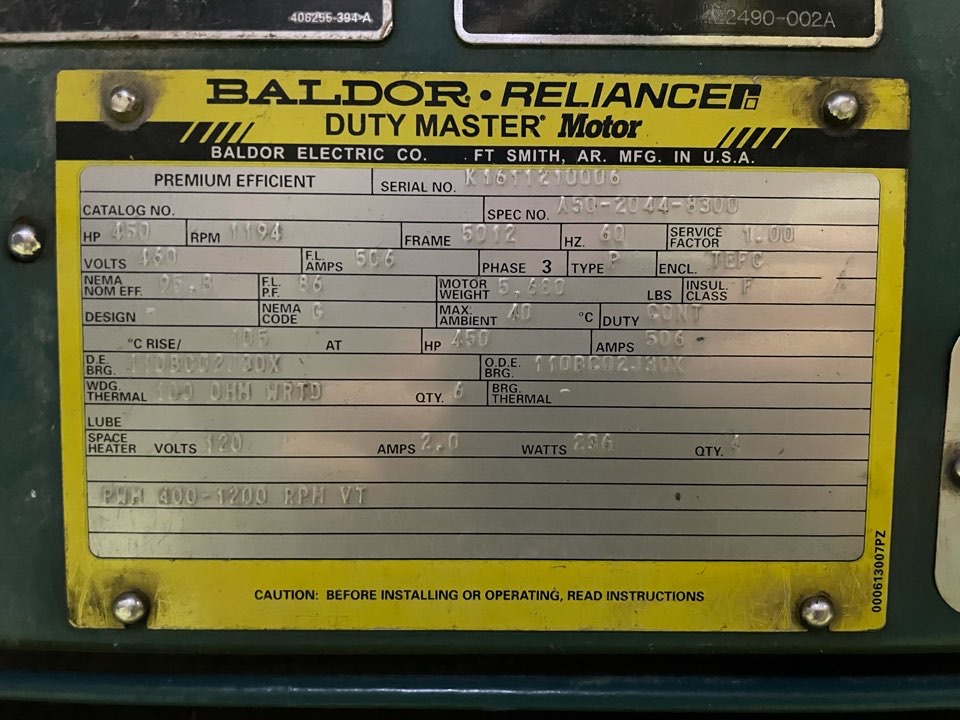 406255-394-A
422490-002A
BALDOR • RELIANCE
DUTY MASTER® Motor
BALDOR ELECTRIC CO. FT SMITH, AR. MFG. IN U.S.A.
PREMIUM EFFICIENT SERIAL NO. K1611210006
CATALOG NO. SPEC NO. A50-2044-8300
HP 450 RPM 1194 FRAME 5012 HZ. 60 SERVICE FACTOR 1.00
VOLTS 460 F.L. AMPS 506 PHASE 3 TYPE P ENCL. TEFC
NEMA NOM EFF. 95.8 F.L. P.F. 86 MOTOR WEIGHT 5,680 LBS INSUL. CLASS F
DESIGN - NEMA CODE G MAX. AMBIENT 40 °C DUTY CONT
°C RISE/ 105 AT HP 450 AMPS 506
D.E. BRG. 110BC02J30X O.D.E. BRG. 110BC02J30X
WDG. THERMAL 100 OHM WRTD QTY. 6 BRG. THERMAL -
LUBE
SPACE HEATER VOLTS 120 AMPS 2.0 WATTS 236 QTY. 4
PWM 400-1200 RPM VT
CAUTION: BEFORE INSTALLING OR OPERATING, READ INSTRUCTIONS
000613007PZ